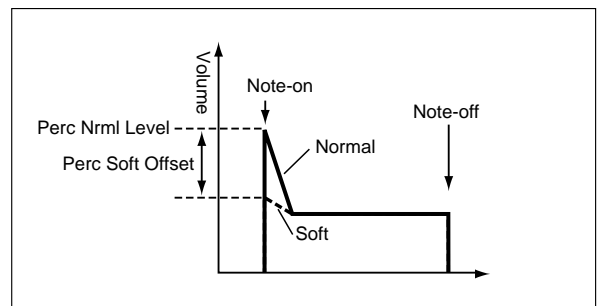 Volume
Note-on
Note-off
Perc Nrml Level
Normal
Perc Soft Offset
Soft